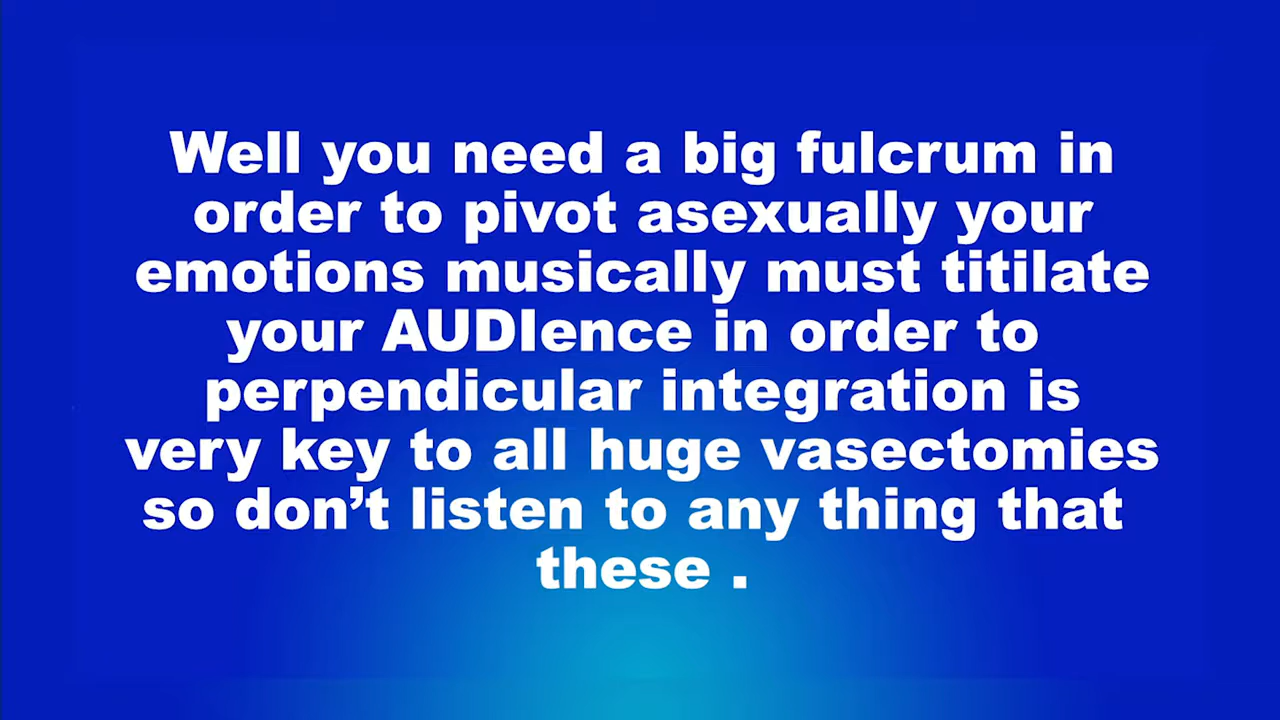 Well you need a big fulcrum in
order to pivot asexually your
emotions musically must titilate
your AUDIence in order to
perpendicular integration is
very key to all huge vasectomies
so don’t listen to any thing that
these .